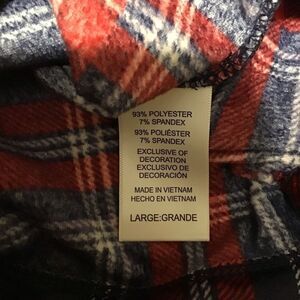 93% POLYESTER
7% SPANDEX
93% POLIÉSTER
7% SPANDEX
EXCLUSIVE OF
DECORATION
EXCLUSIVO DE
DECORACIÓN
MADE IN VIETNAM
HECHO EN VIETNAM
LARGE:GRANDE